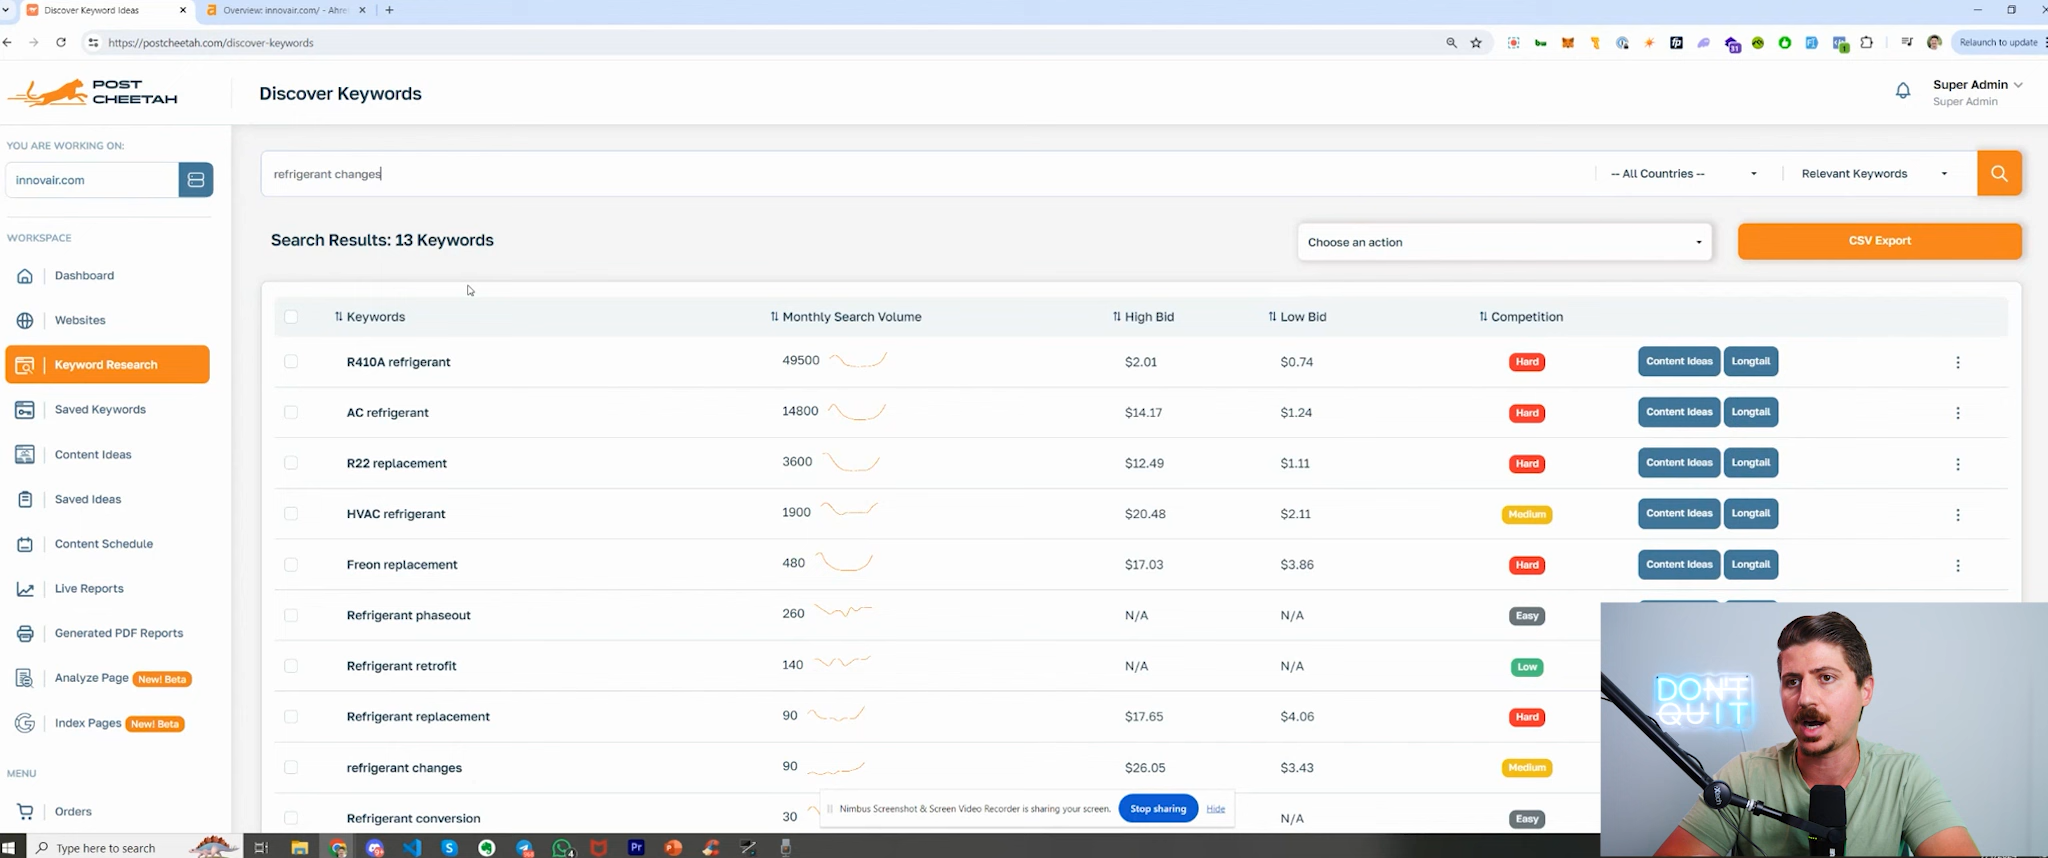 Discover Keyword Ideas
Overview: innovair.com/ - Ahre
https://postcheetah.com/discover-keywords
Relaunch to update
POST
CHEETAH
Discover Keywords
Super Admin
Super Admin
YOU ARE WORKING ON:
innovair.com
refrigerant changes
-- All Countries --
Relevant Keywords
WORKSPACE
Search Results: 13 Keywords
Choose an action
CSV Export
Dashboard
Websites
Keyword Research
Saved Keywords
Content Ideas
Saved Ideas
Content Schedule
Live Reports
Generated PDF Reports
Analyze Page New! Beta
Index Pages New! Beta
MENU
Orders
Keywords Monthly Search Volume High Bid Low Bid Competition
R410A refrigerant 49500 $2.01 $0.74 Hard Content Ideas Longtail
AC refrigerant 14800 $14.17 $1.24 Hard Content Ideas Longtail
R22 replacement 3600 $12.49 $1.11 Hard Content Ideas Longtail
HVAC refrigerant 1900 $20.48 $2.11 Medium Content Ideas Longtail
Freon replacement 480 $17.03 $3.86 Hard Content Ideas Longtail
Refrigerant phaseout 260 N/A N/A Easy
Refrigerant retrofit 140 N/A N/A Low
Refrigerant replacement 90 $17.65 $4.06 Hard
refrigerant changes 90 $26.05 $3.43 Medium
Refrigerant conversion 30 N/A Easy
Nimbus Screenshot & Screen Video Recorder is sharing your screen. Stop sharing Hide
DON'T
QUIT
Type here to search